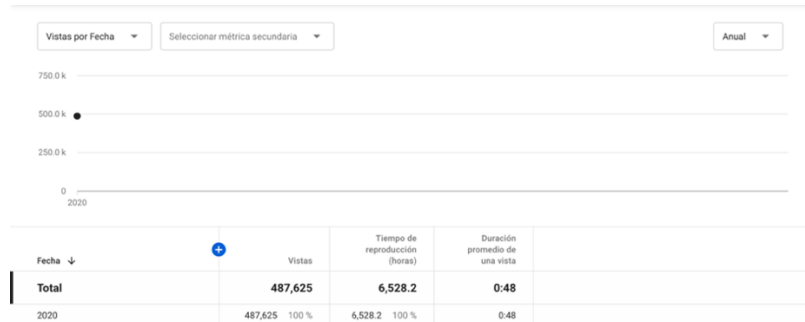 Vistas por Fecha
Seleccionar métrica secundaria
Anual
750.0 k
500.0 k
250.0 k
0
2020
Fecha
Vistas
Tiempo de
reproducción
(horas)
Duración
promedio de
una vista
Total 487,625 6,528.2 0:48
2020 487,625 100 % 6,528.2 100 % 0:48